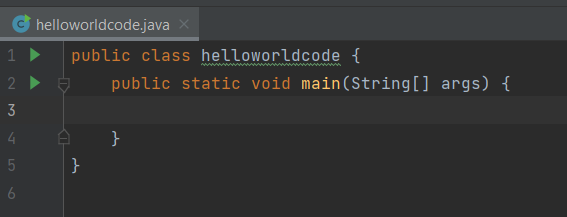 helloworldcode.java
1 public class helloworldcode {
2     public static void main(String[] args) {
3
4     }
5 }
6